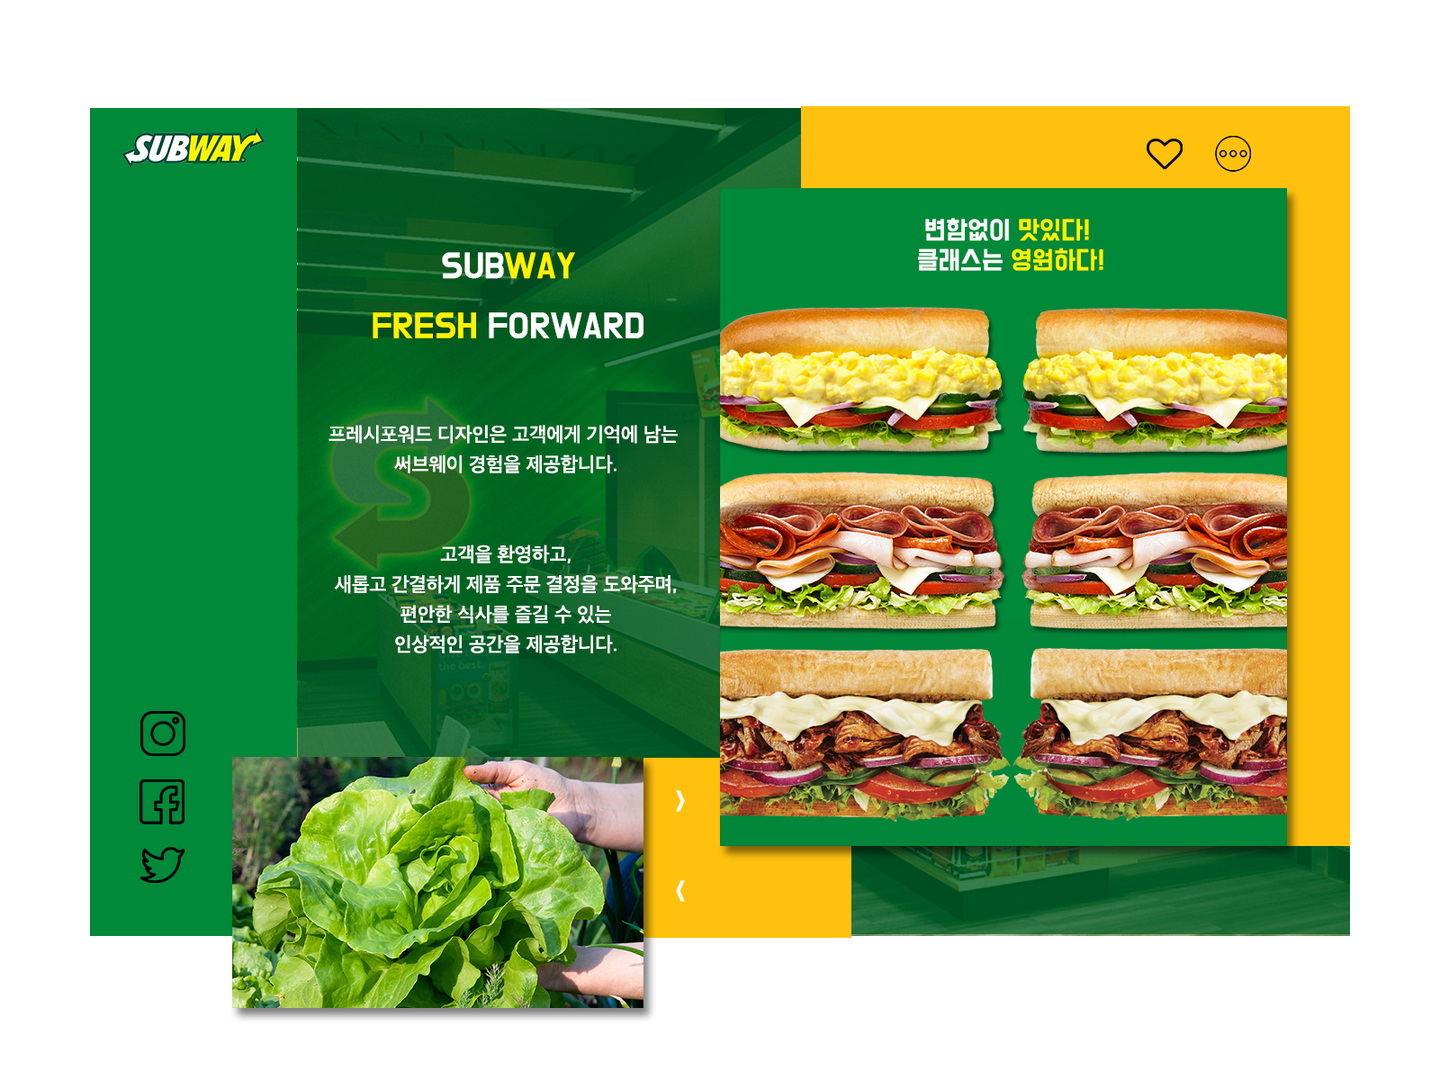 SUBWAY
SUBWAY
FRESH FORWARD
프레시포워드 디자인은 고객에게 기억에 남는
써브웨이 경험을 제공합니다.
고객을 환영하고,
새롭고 간결하게 제품 주문 결정을 도와주며,
편안한 식사를 즐길 수 있는
인상적인 공간을 제공합니다.
the best.
변함없이 맛있다!
클래스는 영원하다!